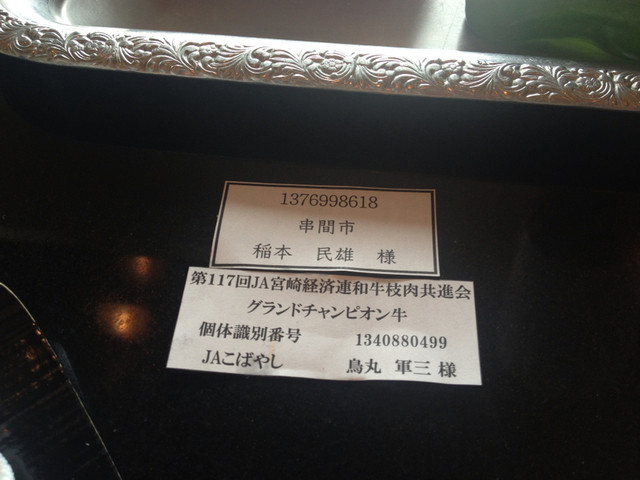 1376998618
串間市
稲本 民雄 様
第117回JA宮崎経済連和牛枝肉共進会
グランドチャンピオン牛
個体識別番号 1340880499
JAこばやし 鳥丸 軍三 様